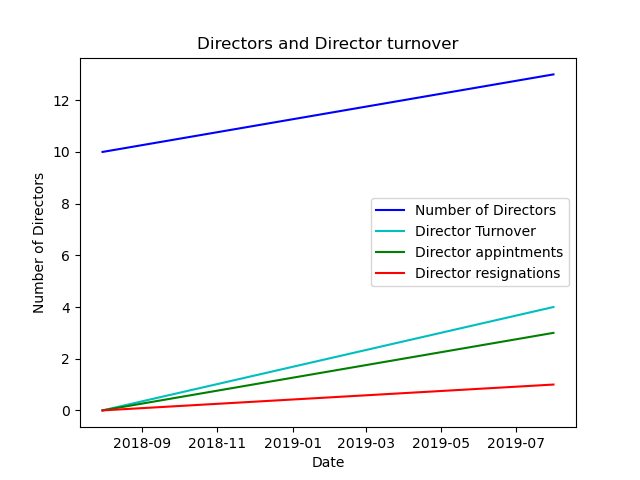 Directors and Director turnover
Number of Directors
12
10
8
6
4
2
0
Number of Directors
Director Turnover
Director appintments
Director resignations
2018-09 2018-11 2019-01 2019-03 2019-05 2019-07
Date